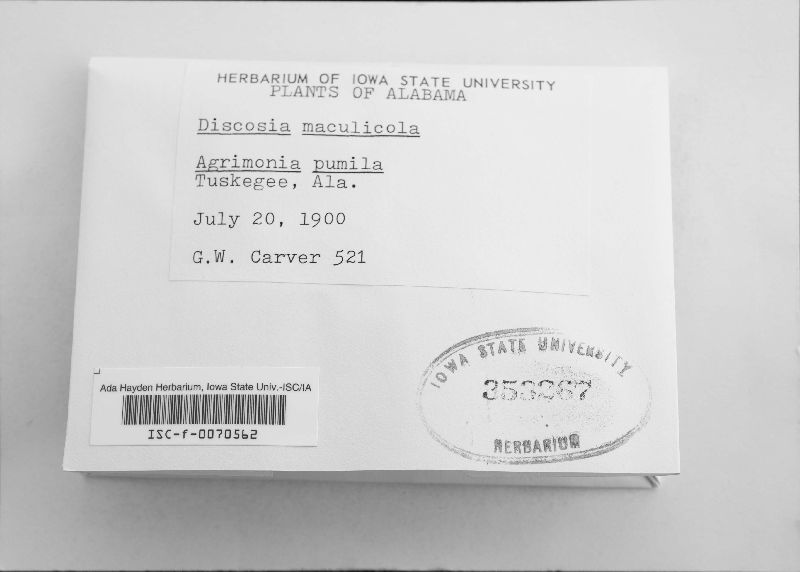 HERBARIUM OF IOWA STATE UNIVERSITY
PLANTS OF ALABAMA
Discosia maculicola
Agrimonia pumila
Tuskegee, Ala.
July 20, 1900
G.W. Carver 521
IOWA STATE UNIVERSITY
HERBARIUM
Ada Hayden Herbarium, Iowa State Univ.-ISC/IA
ISC-f-0070562